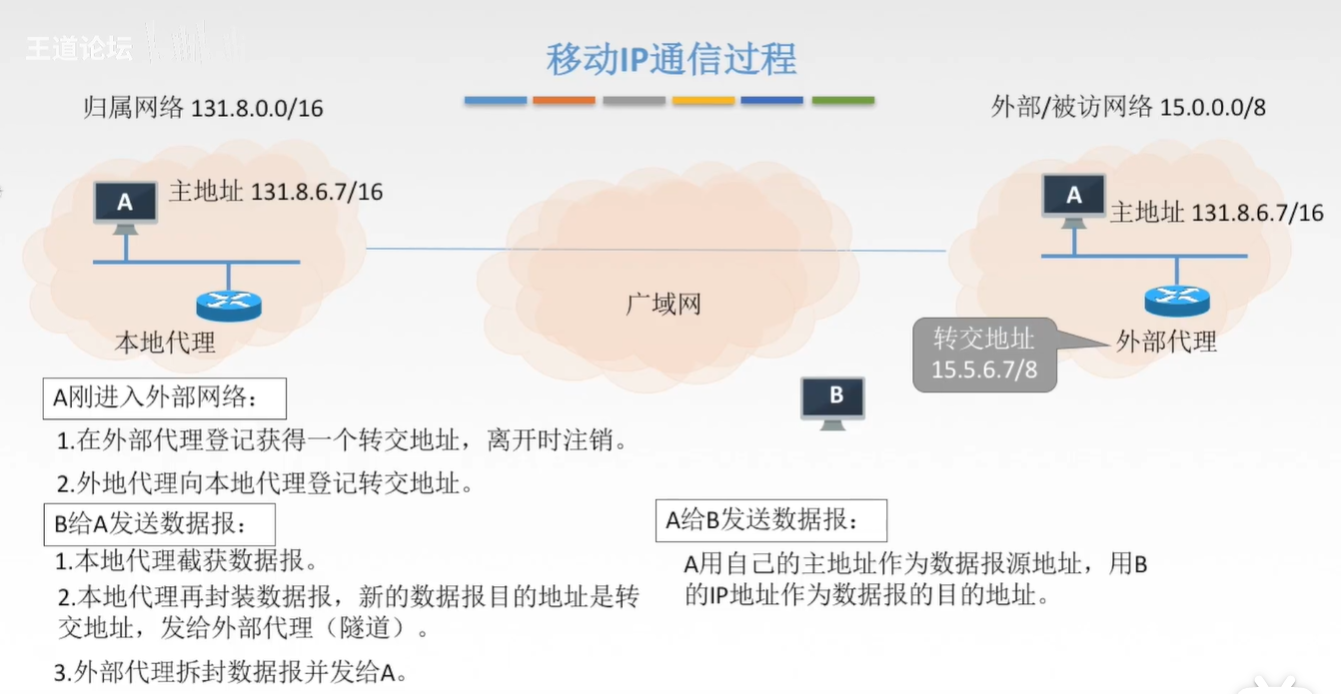 王道论坛
移动IP通信过程
归属网络 131.8.0.0/16
外部/被访网络 15.0.0.0/8
A
主地址 131.8.6.7/16
A
主地址 131.8.6.7/16
广域网
本地代理
转交地址
15.5.6.7/8
外部代理
B
A刚进入外部网络：
1.在外部代理登记获得一个转交地址，离开时注销。
2.外地代理向本地代理登记转交地址。
B给A发送数据报：
1.本地代理截获数据报。
2.本地代理再封装数据报，新的数据报目的地址是转
交地址，发给外部代理（隧道）。
3.外部代理拆封数据报并发给A。
A给B发送数据报：
A用自己的主地址作为数据报源地址，用B
的IP地址作为数据报的目的地址。